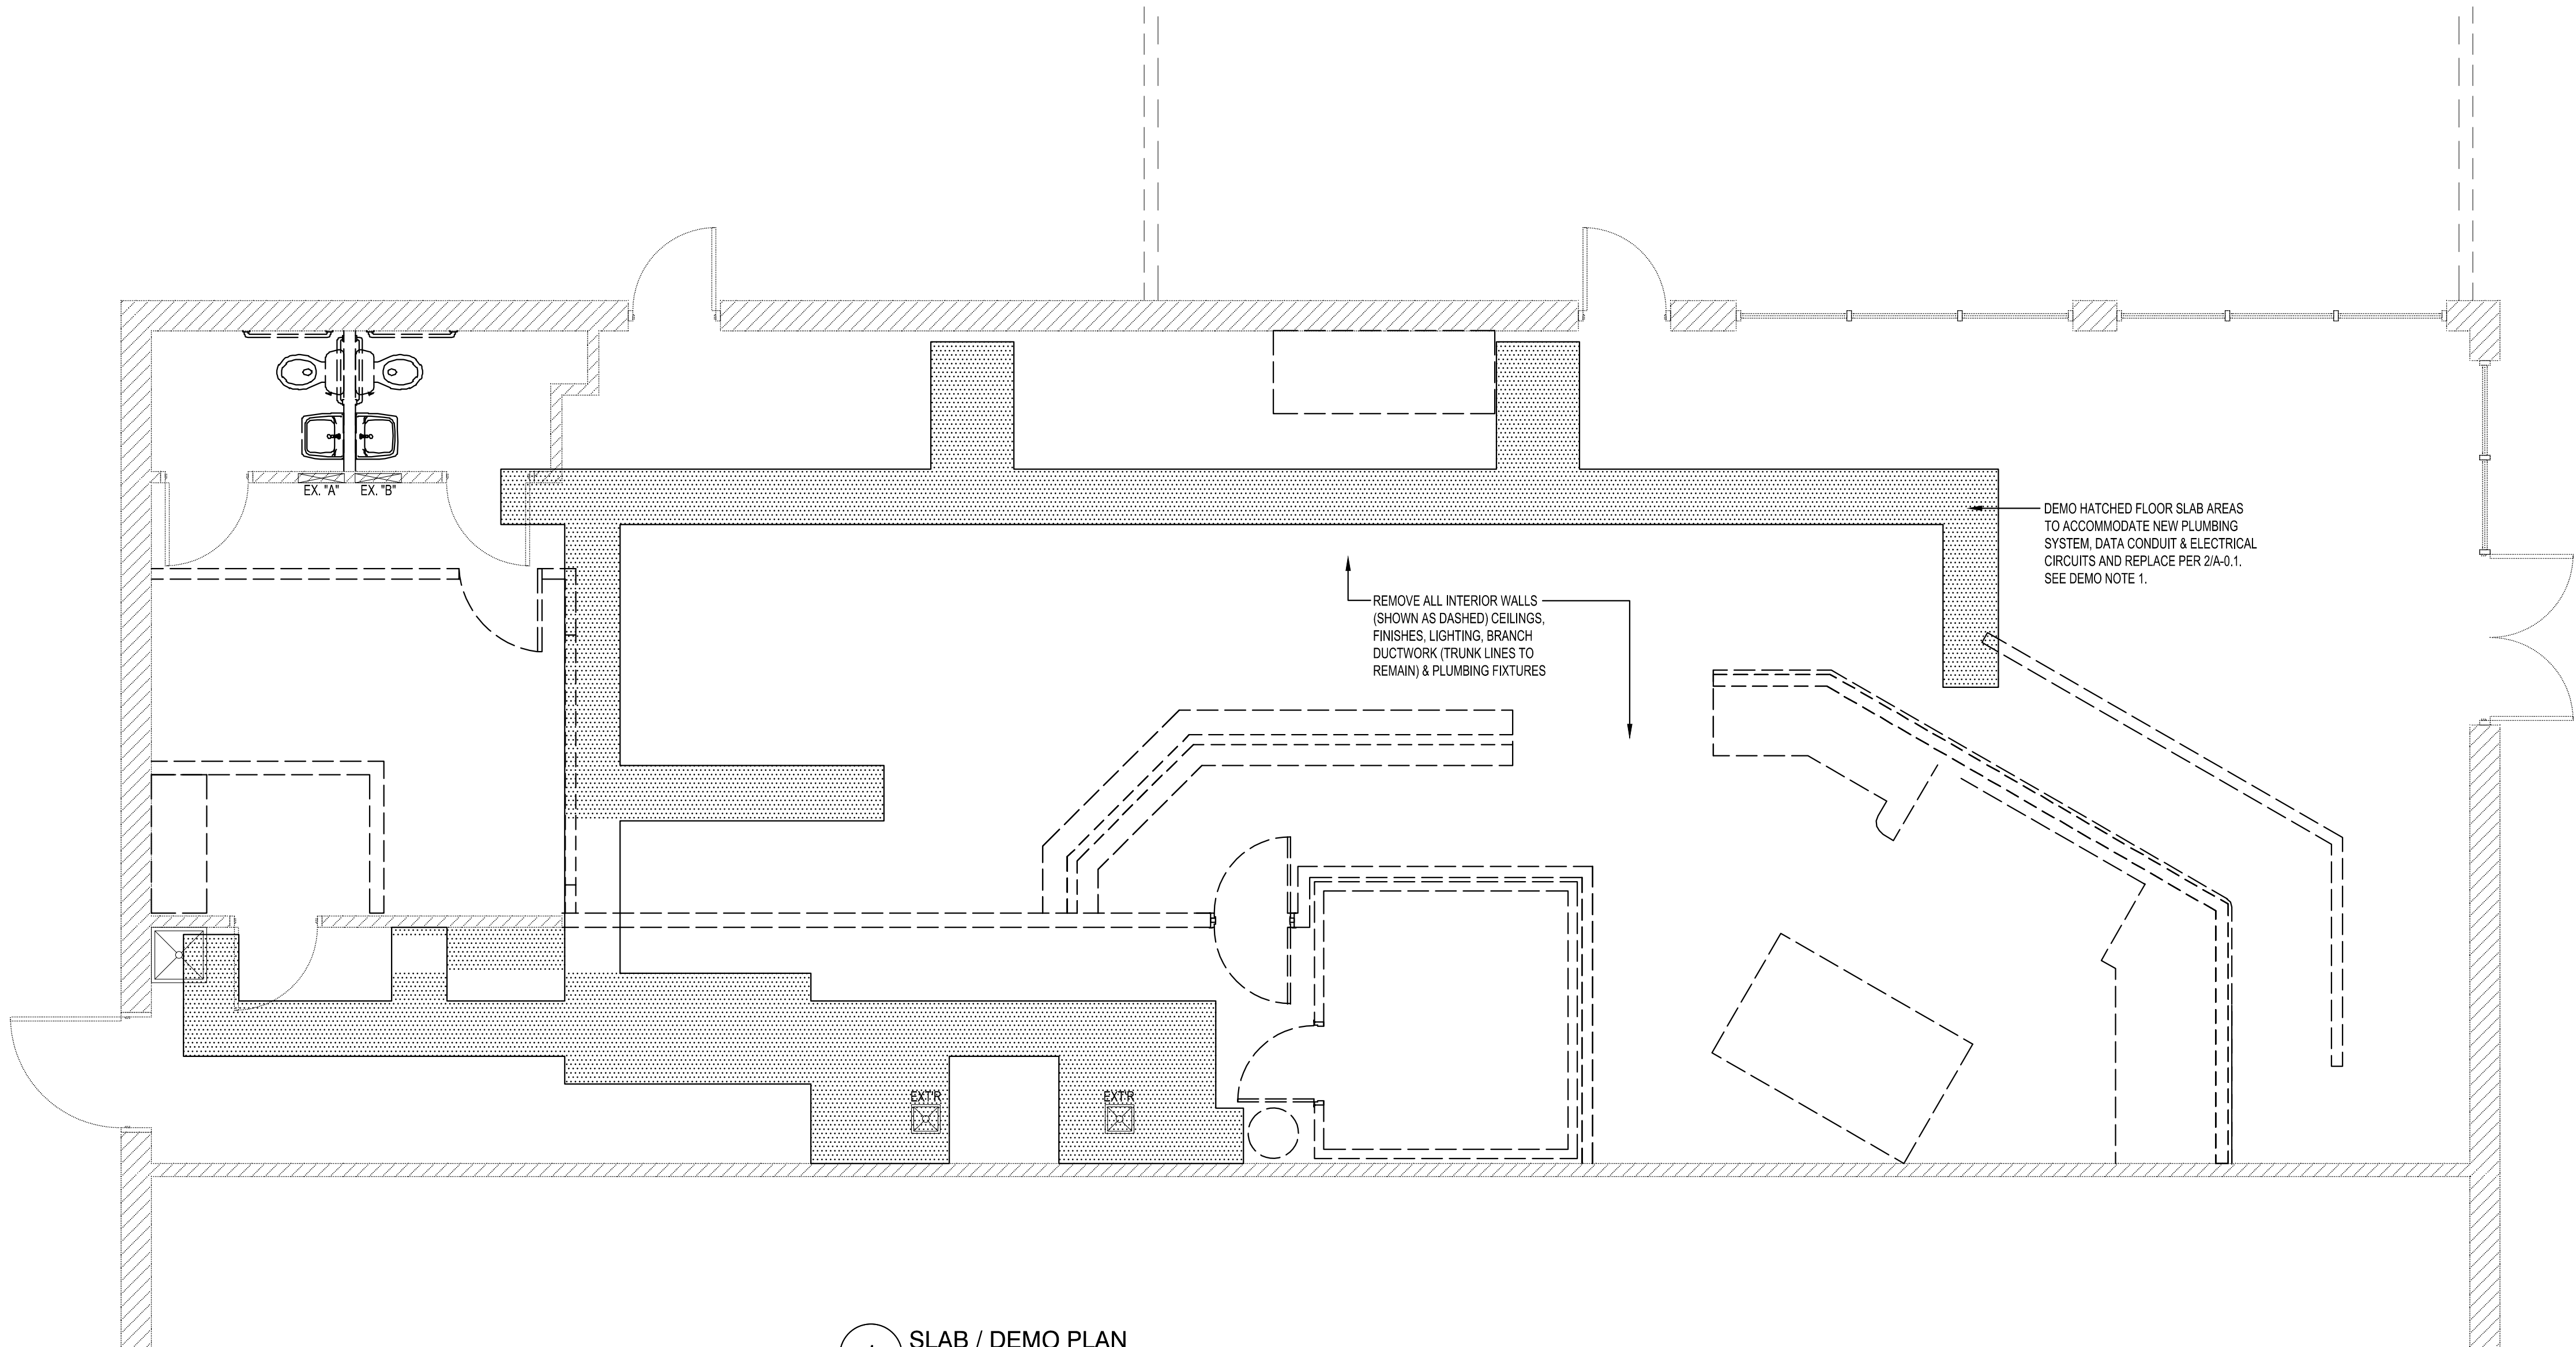 EX. "A" EX. "B"
DEMO HATCHED FLOOR SLAB AREAS
TO ACCOMMODATE NEW PLUMBING
SYSTEM, DATA CONDUIT & ELECTRICAL
CIRCUITS AND REPLACE PER 2/A-0.1.
SEE DEMO NOTE 1.
REMOVE ALL INTERIOR WALLS
(SHOWN AS DASHED) CEILINGS,
FINISHES, LIGHTING, BRANCH
DUCTWORK (TRUNK LINES TO
REMAIN) & PLUMBING FIXTURES
EXT'R EXT'R
SLAB / DEMO PLAN